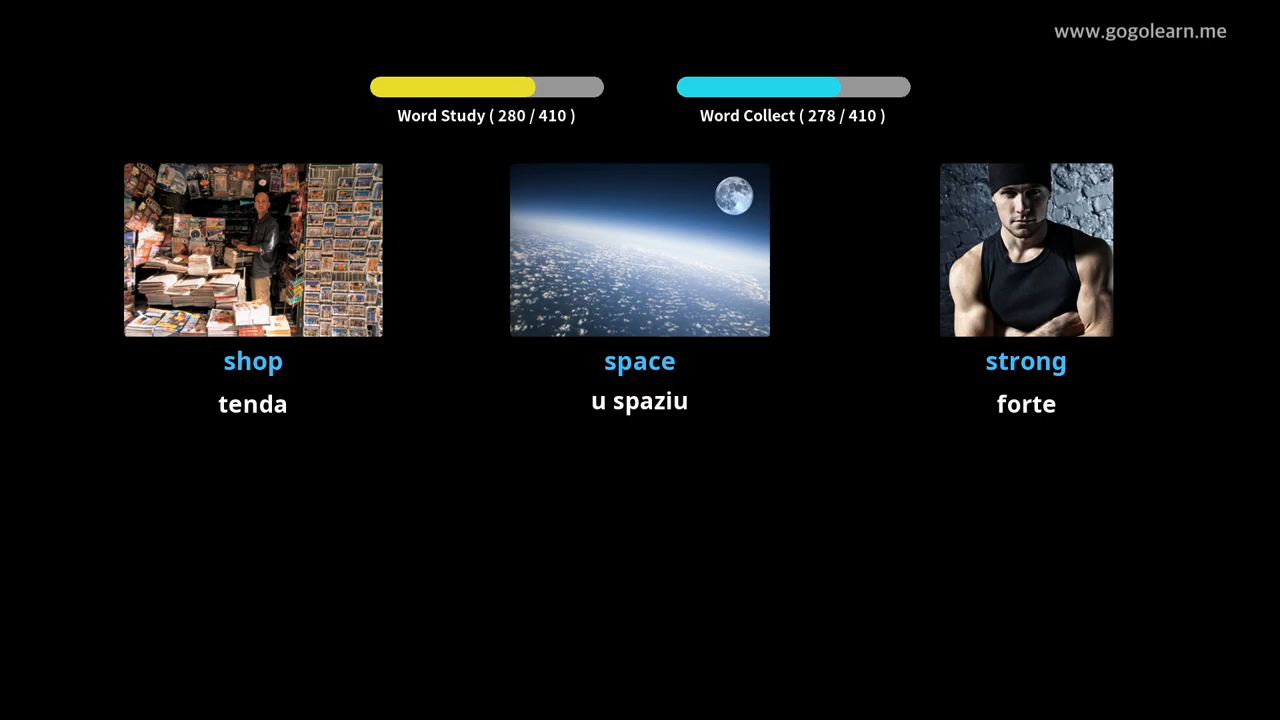 www.gogolearn.me
Word Study ( 280 / 410 )
Word Collect ( 278 / 410 )
shop
space
strong
tenda
u spaziu
forte